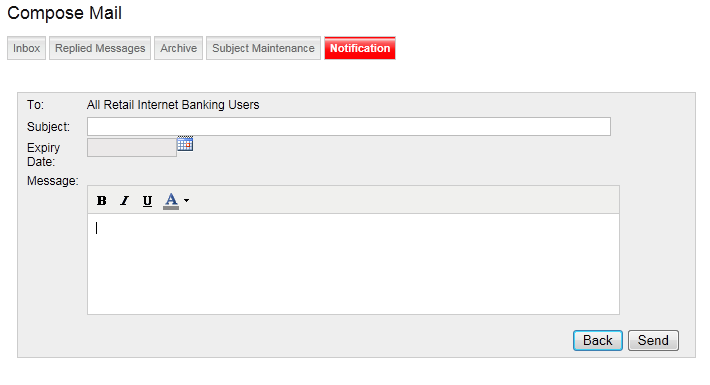 Compose Mail
Inbox Replied Messages Archive Subject Maintenance Notification
To: All Retail Internet Banking Users
Subject:
Expiry
Date:
Message:
B I U A
Back Send